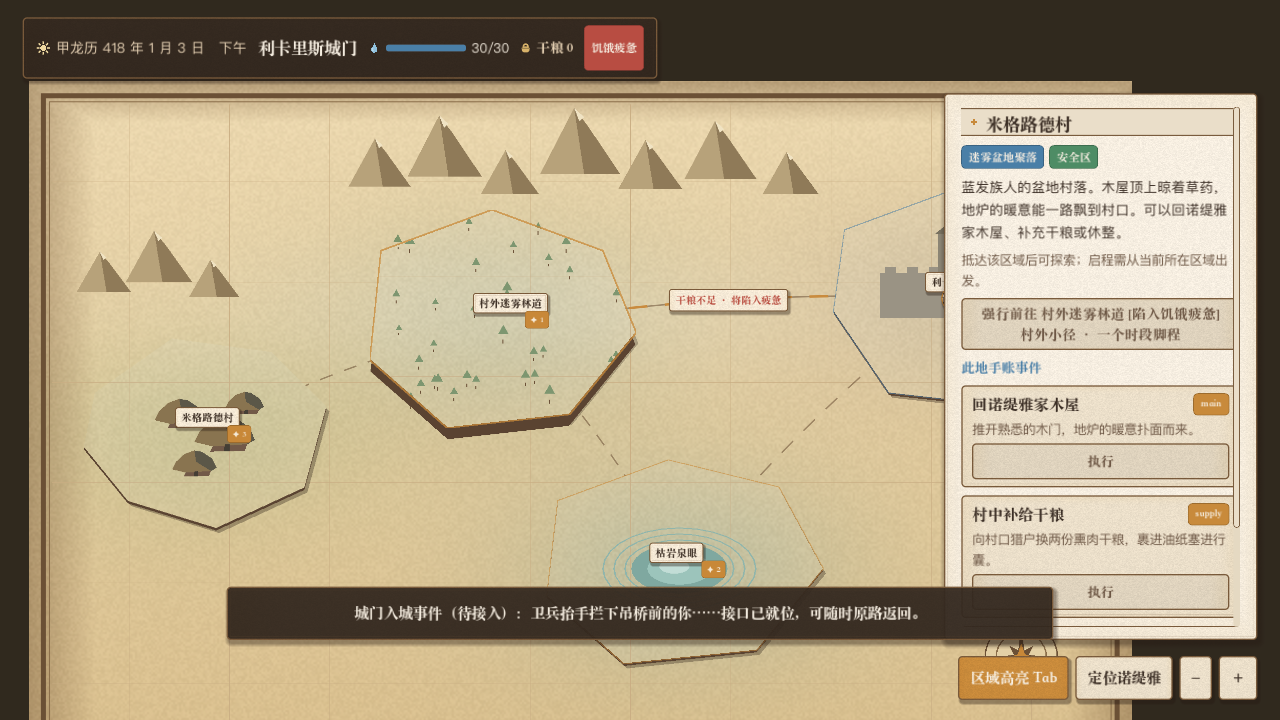 甲龙历 418 年 1 月 3 日 下午 利卡里斯城门 30/30 干粮 0 饥饿疲惫
米格路德村
迷雾盆地聚落 安全区
蓝发族人的盆地村落。木屋顶上晾着草药，
地炉的暖意能一路飘到村口。可以回诺缇雅
家木屋、补充干粮或休整。
抵达该区域后可探索；启程需从当前所在区域出
发。
强行前往 村外迷雾林道 [陷入饥饿疲惫]
村外小径 · 一个时段脚程
此地手账事件
回诺缇雅家木屋 main
推开熟悉的木门，地炉的暖意扑面而来。
执行
村中补给干粮 supply
向村口猎户换两份熏肉干粮，裹进油纸塞进行
囊。
执行
村外迷雾林道
✦ 1
干粮不足 · 将陷入疲惫
利
米格路德村
✦ 3
枯岩泉眼
✦ 2
城门入城事件（待接入）：卫兵抬手拦下吊桥前的你……接口已就位，可随时原路返回。
区域高亮 Tab 定位诺缇雅 − +